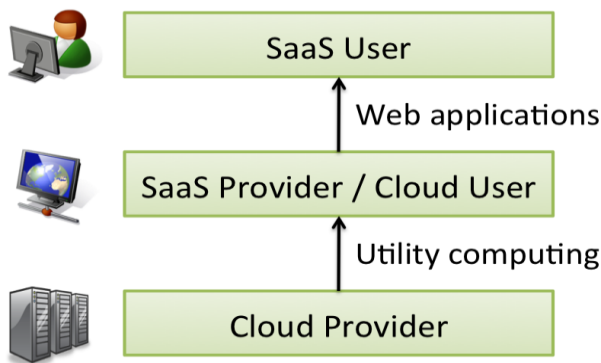 SaaS User
Web applications
SaaS Provider / Cloud User
Utility computing
Cloud Provider